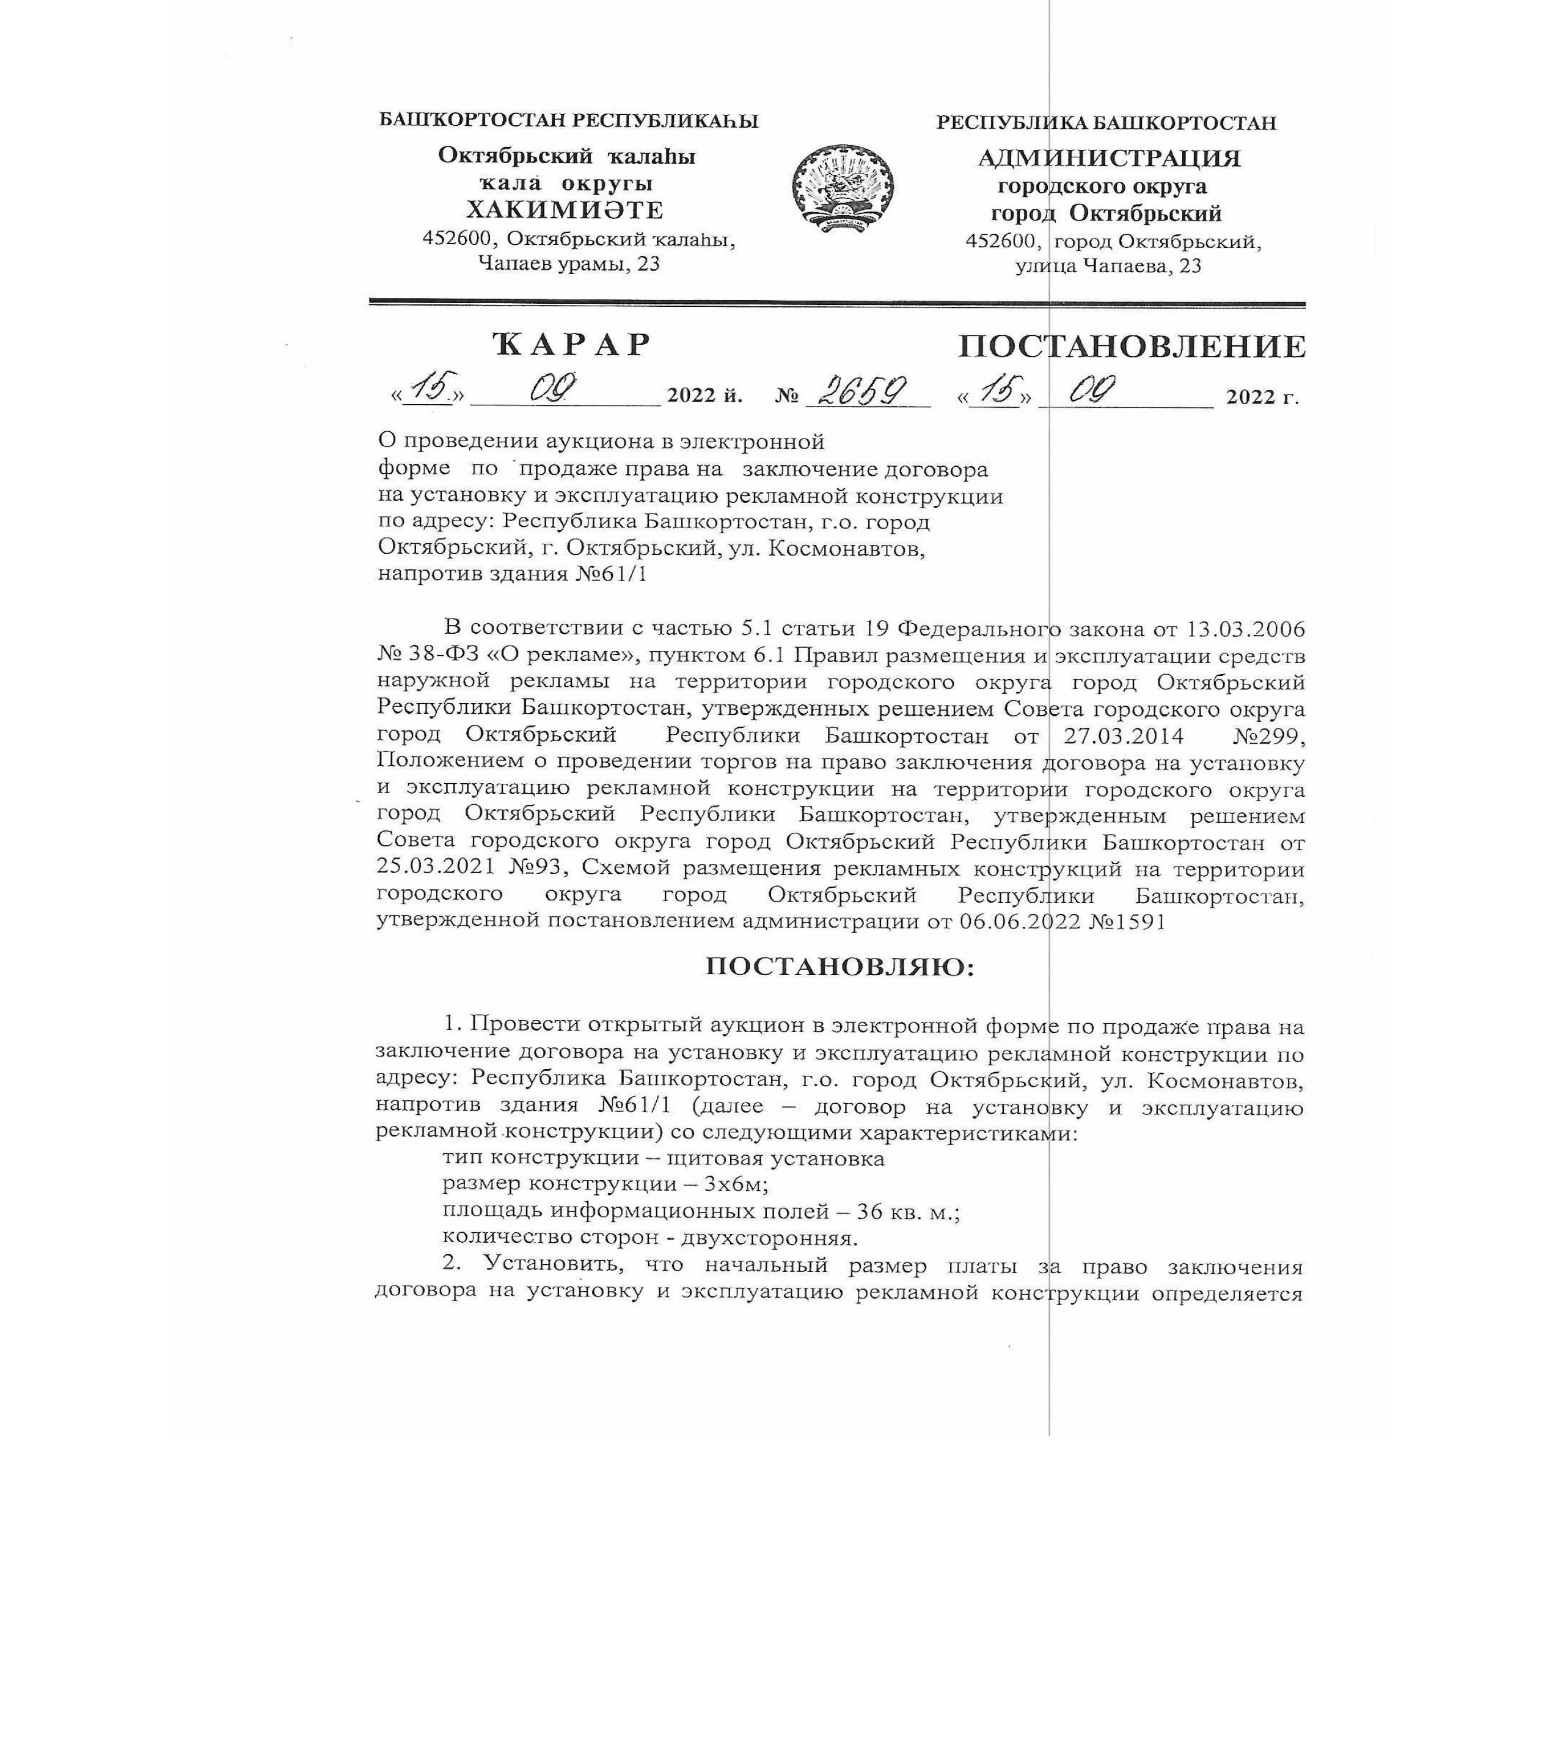 БАШҠОРТОСТАН РЕСПУБЛИКАҺЫ
Октябрьский ҡалаһы
ҡала округы
ХАКИМИӘТЕ
452600, Октябрьский ҡалаһы,
Чапаев урамы, 23
РЕСПУБЛИКА БАШКОРТОСТАН
АДМИНИСТРАЦИЯ
городского округа
город Октябрьский
452600, город Октябрьский,
улица Чапаева, 23
ҠАРАР
ПОСТАНОВЛЕНИЕ
«15» 09 2022 й. № 2659 «15» 09 2022 г.
О проведении аукциона в электронной
форме по продаже права на заключение договора
на установку и эксплуатацию рекламной конструкции
по адресу: Республика Башкортостан, г.о. город
Октябрьский, г. Октябрьский, ул. Космонавтов,
напротив здания №61/1
В соответствии с частью 5.1 статьи 19 Федерального закона от 13.03.2006
№ 38-ФЗ «О рекламе», пунктом 6.1 Правил размещения и эксплуатации средств
наружной рекламы на территории городского округа город Октябрьский
Республики Башкортостан, утвержденных решением Совета городского округа
город Октябрьский Республики Башкортостан от 27.03.2014 №299,
Положением о проведении торгов на право заключения договора на установку
и эксплуатацию рекламной конструкции на территории городского округа
город Октябрьский Республики Башкортостан, утвержденным решением
Совета городского округа город Октябрьский Республики Башкортостан от
25.03.2021 №93, Схемой размещения рекламных конструкций на территории
городского округа город Октябрьский Республики Башкортостан,
утвержденной постановлением администрации от 06.06.2022 №1591
ПОСТАНОВЛЯЮ:
1. Провести открытый аукцион в электронной форме по продаже права на
заключение договора на установку и эксплуатацию рекламной конструкции по
адресу: Республика Башкортостан, г.о. город Октябрьский, ул. Космонавтов,
напротив здания №61/1 (далее – договор на установку и эксплуатацию
рекламной конструкции) со следующими характеристиками:
тип конструкции – щитовая установка
размер конструкции – 3х6м;
площадь информационных полей – 36 кв. м.;
количество сторон - двухсторонняя.
2. Установить, что начальный размер платы за право заключения
договора на установку и эксплуатацию рекламной конструкции определяется